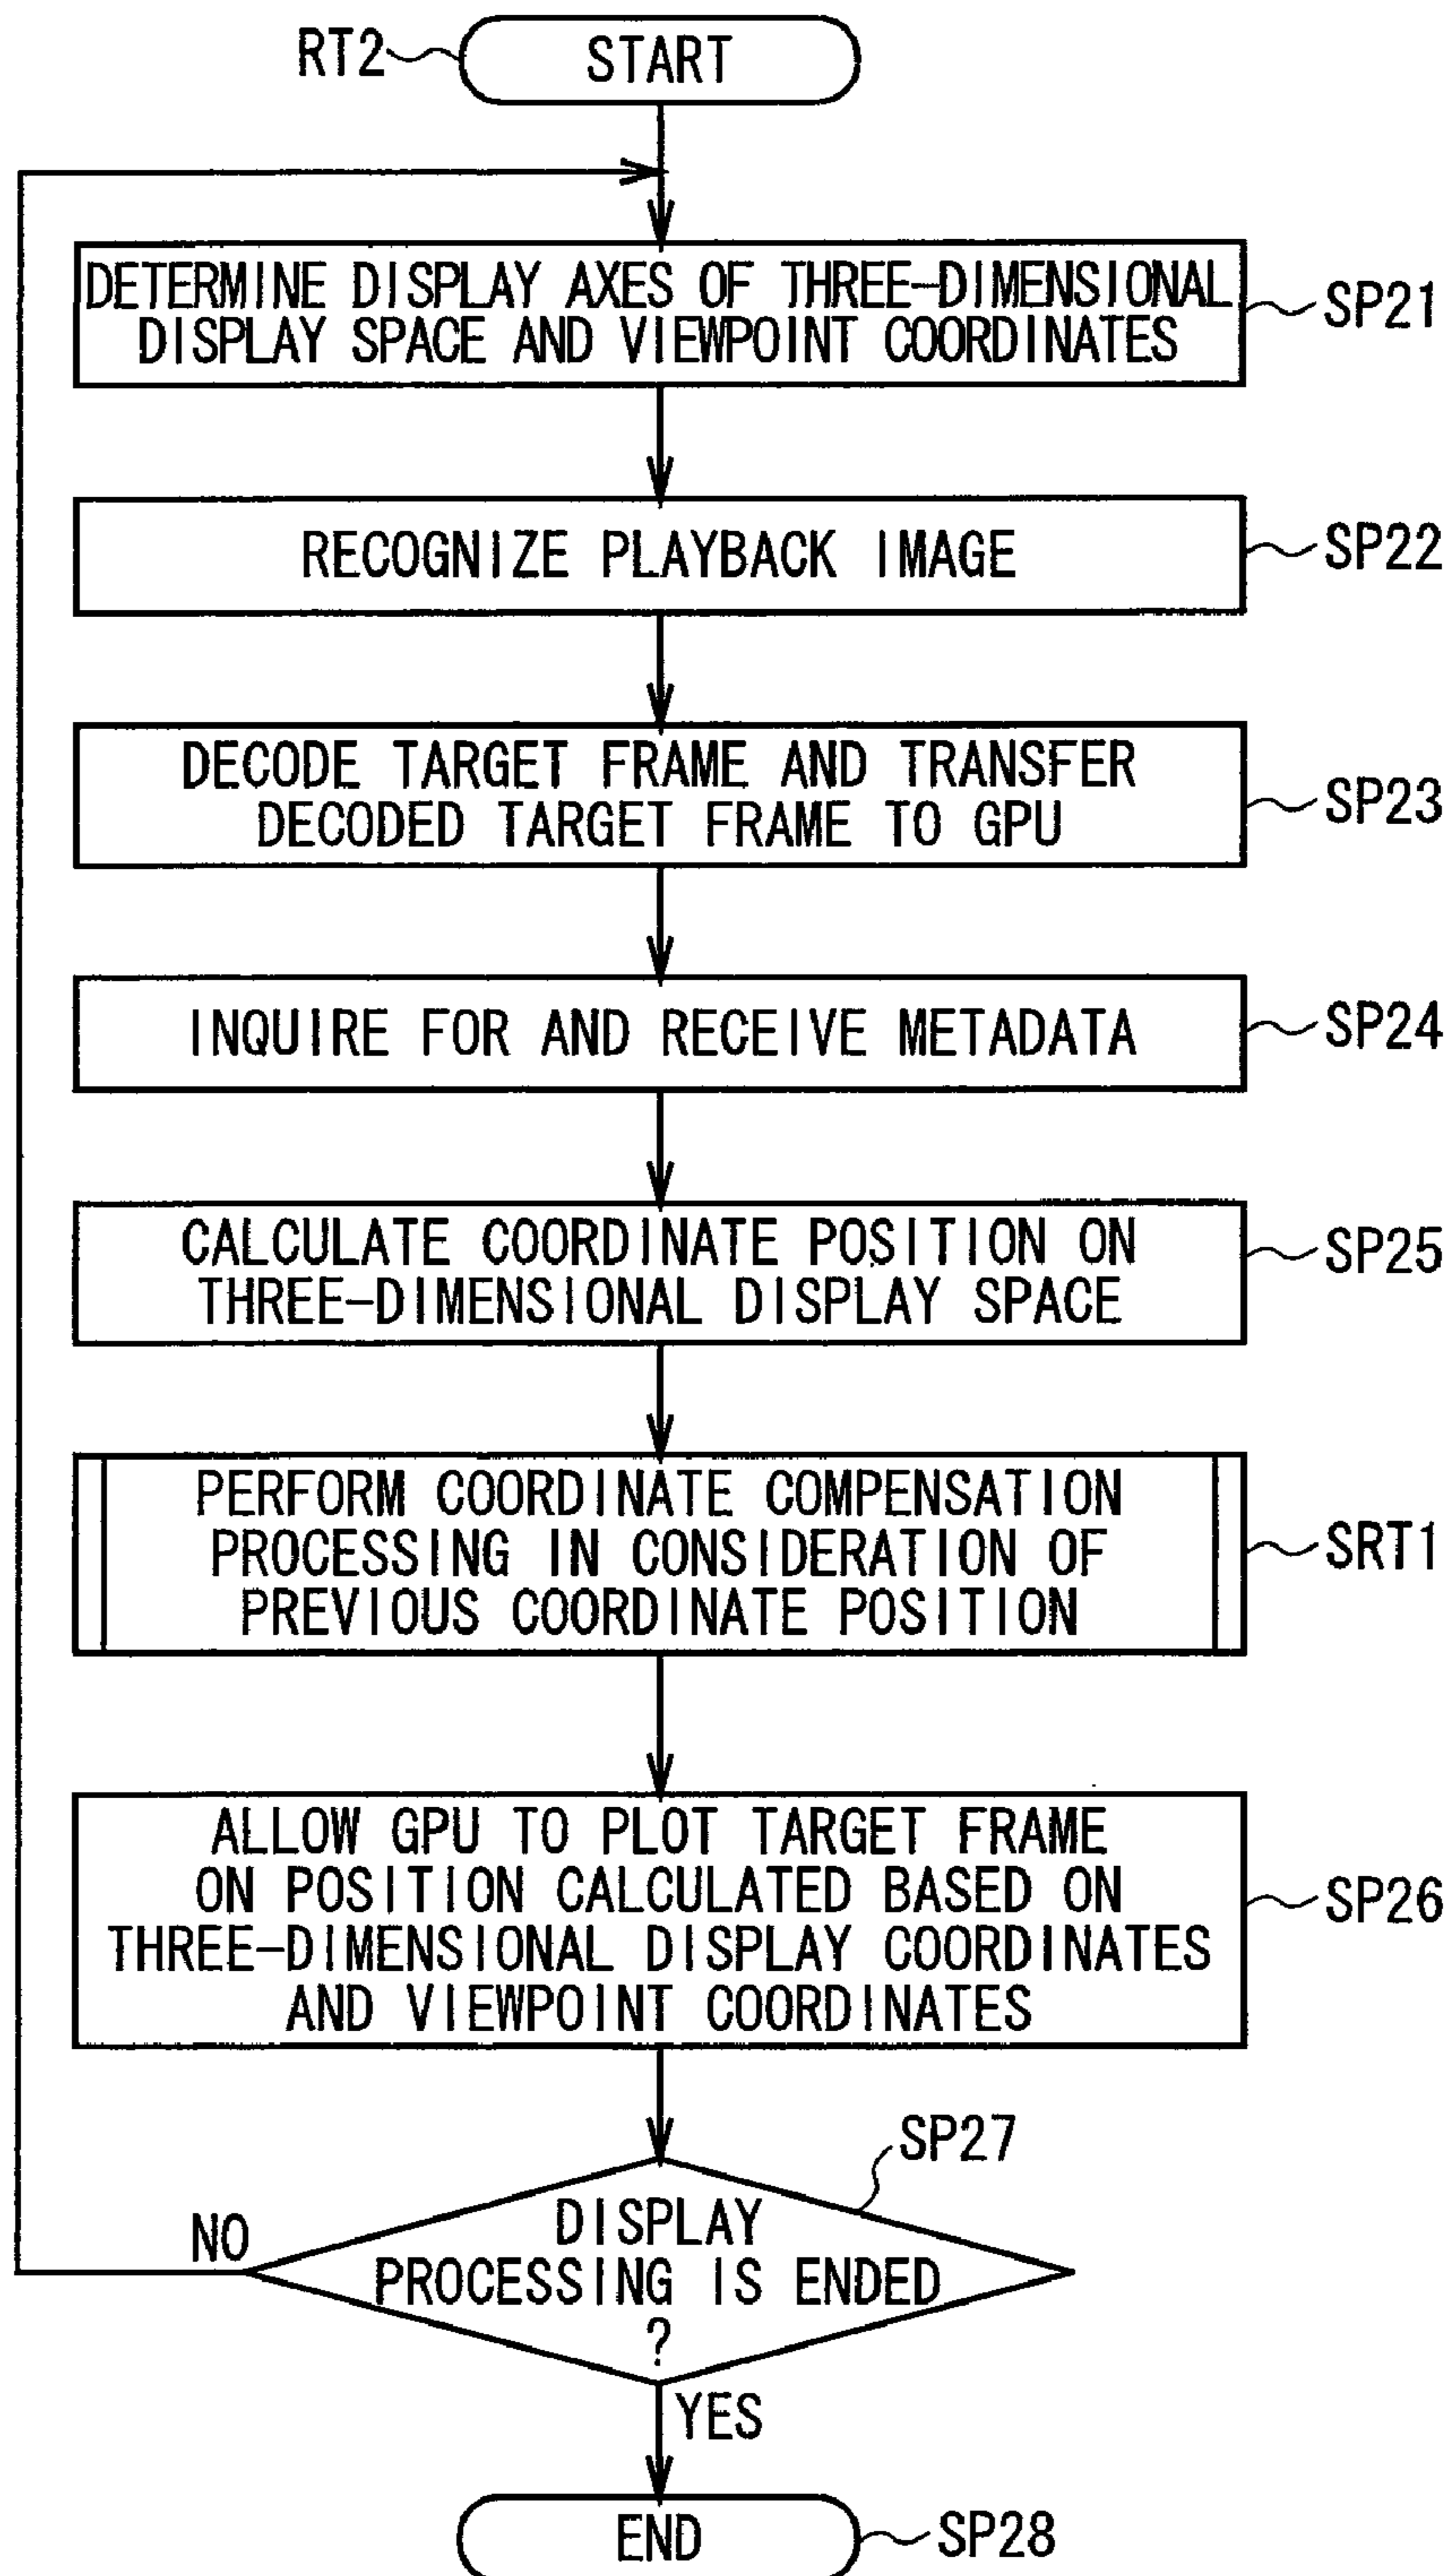 RT2
START
DETERMINE DISPLAY AXES OF THREE-DIMENSIONAL
DISPLAY SPACE AND VIEWPOINT COORDINATES
SP21
RECOGNIZE PLAYBACK IMAGE
SP22
DECODE TARGET FRAME AND TRANSFER
DECODED TARGET FRAME TO GPU
SP23
INQUIRE FOR AND RECEIVE METADATA
SP24
CALCULATE COORDINATE POSITION ON
THREE-DIMENSIONAL DISPLAY SPACE
SP25
PERFORM COORDINATE COMPENSATION
PROCESSING IN CONSIDERATION OF
PREVIOUS COORDINATE POSITION
SRT1
ALLOW GPU TO PLOT TARGET FRAME
ON POSITION CALCULATED BASED ON
THREE-DIMENSIONAL DISPLAY COORDINATES
AND VIEWPOINT COORDINATES
SP26
SP27
DISPLAY
PROCESSING IS ENDED
?
NO
YES
END
SP28